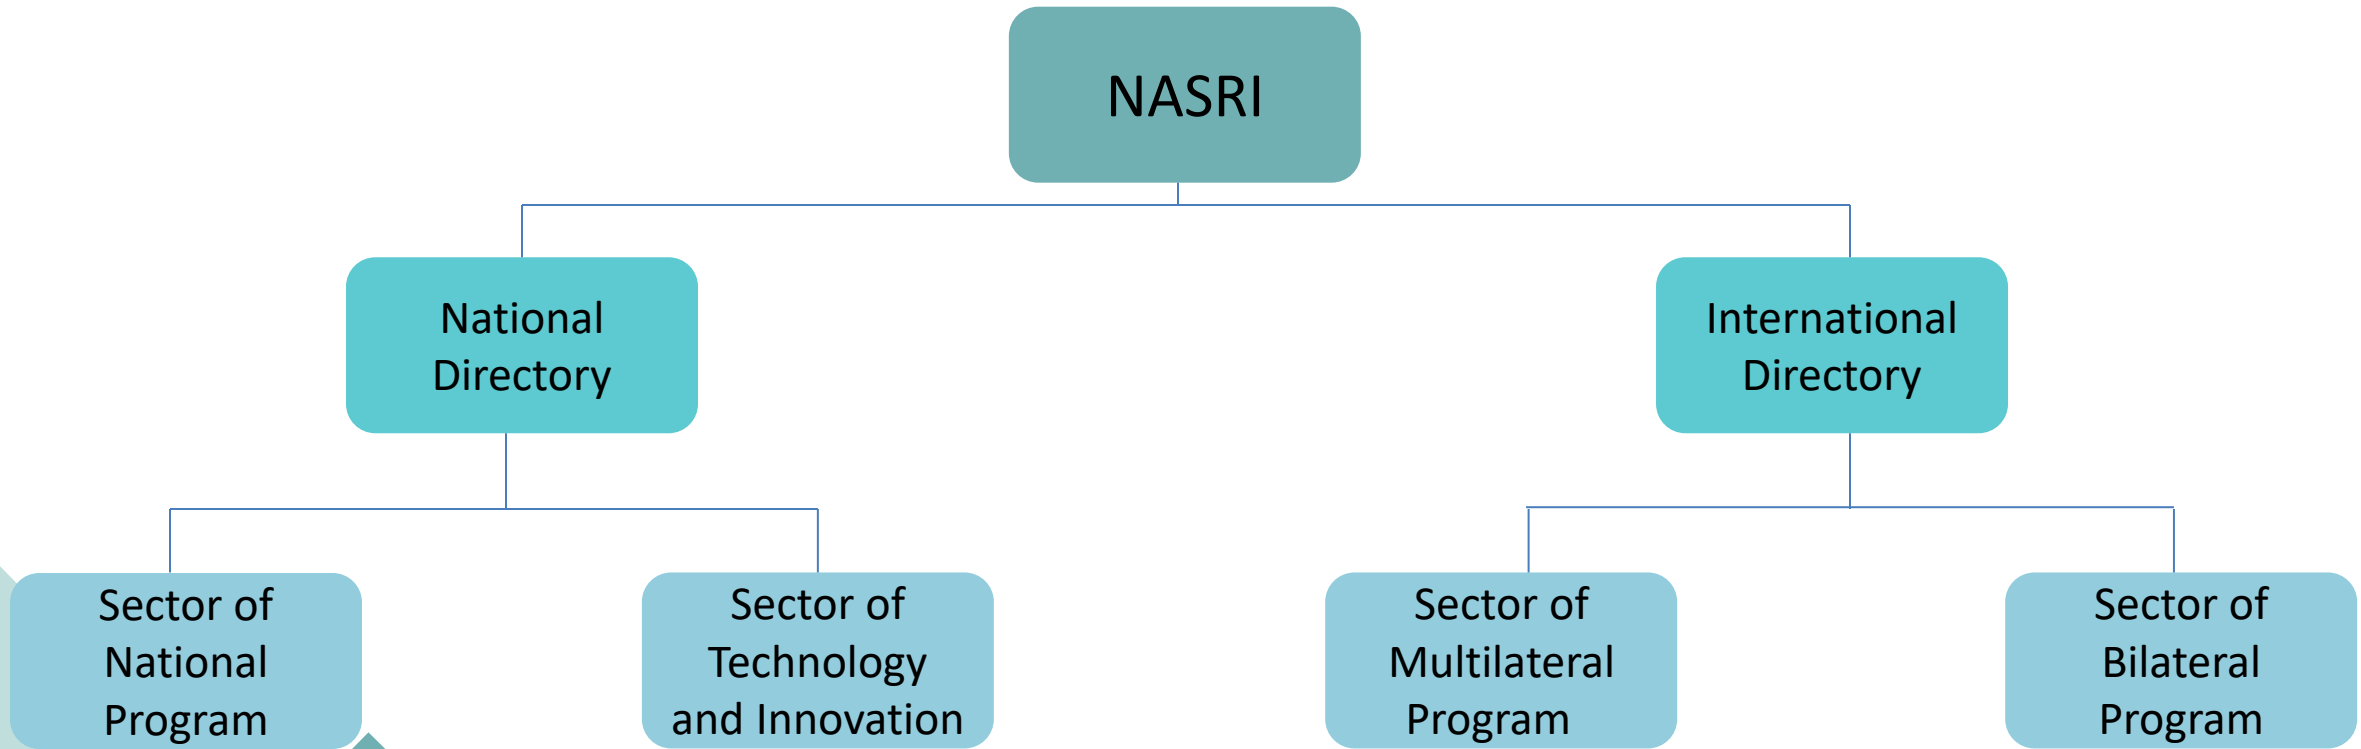 NASRI
National
Directory
International
Directory
Sector of
National
Program
Sector of
Technology
and Innovation
Sector of
Multilateral
Program
Sector of
Bilateral
Program